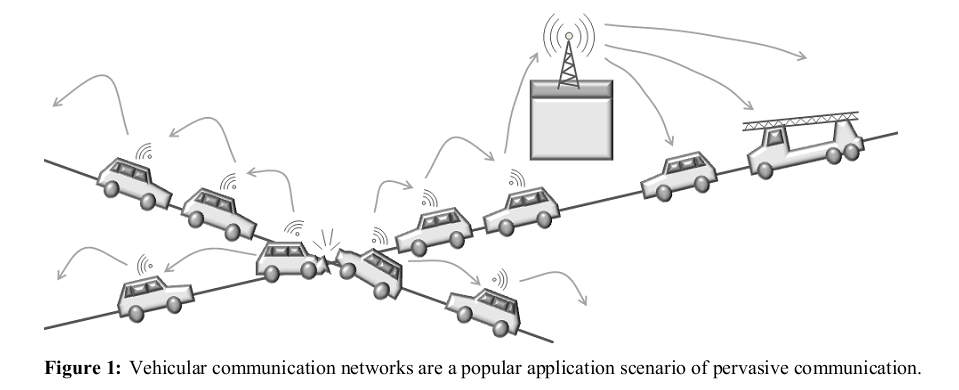 Figure 1: Vehicular communication networks are a popular application scenario of pervasive communication.